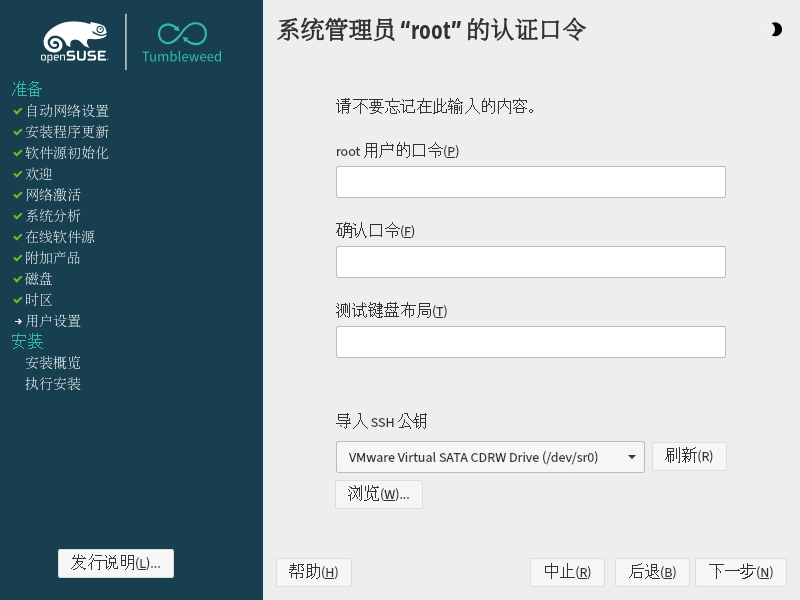 openSUSE
Tumbleweed
准备
自动网络设置
安装程序更新
软件源初始化
欢迎
网络激活
系统分析
在线软件源
附加产品
磁盘
时区
用户设置
安装
安装概览
执行安装
发行说明(L)...
系统管理员 “root” 的认证口令
请不要忘记在此输入的内容。
root 用户的口令(P)
确认口令(F)
测试键盘布局(T)
导入 SSH 公钥
VMware Virtual SATA CDRW Drive (/dev/sr0)
刷新(R)
浏览(W)...
帮助(H)
中止(R)
后退(B)
下一步(N)